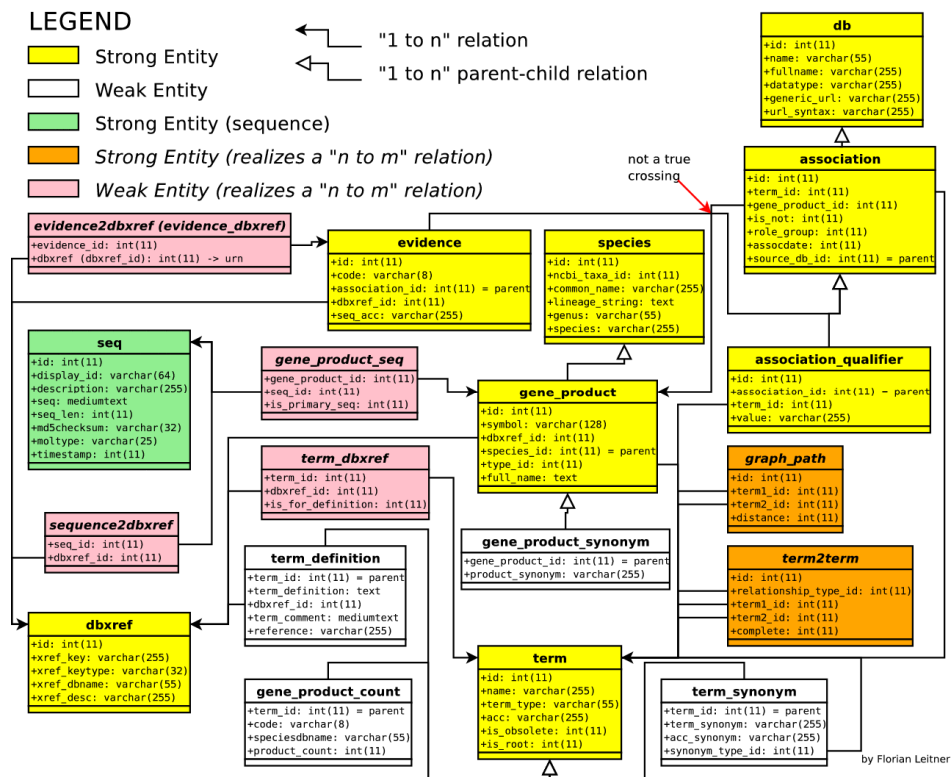 LEGEND
Strong Entity
Weak Entity
Strong Entity (sequence)
Strong Entity (realizes a "n to m" relation)
Weak Entity (realizes a "n to m" relation)
"1 to n" relation
"1 to n" parent-child relation
db
+id: int(11)
+name: varchar(55)
+fullname: varchar(255)
+datatype: varchar(255)
+generic_url: varchar(255)
+url_syntax: varchar(255)
not a true
crossing
association
+id: int(11)
+term_id: int(11)
+gene_product_id: int(11)
+is_not: int(11)
+role_group: int(11)
+assocdate: int(11)
+source_db_id: int(11) = parent
evidence2dbxref (evidence_dbxref)
+evidence_id: int(11)
+dbxref (dbxref_id): int(11) -> urn
evidence
+id: int(11)
+code: varchar(8)
+association_id: int(11) = parent
+dbxref_id: int(11)
+seq_acc: varchar(255)
species
+id: int(11)
+ncbi_taxa_id: int(11)
+common_name: varchar(255)
+lineage_string: text
+genus: varchar(55)
+species: varchar(255)
seq
+id: int(11)
+display_id: varchar(64)
+description: varchar(255)
+seq: mediumtext
+seq_len: int(11)
+md5checksum: varchar(32)
+moltype: varchar(25)
+timestamp: int(11)
gene_product_seq
+gene_product_id: int(11)
+seq_id: int(11)
+is_primary_seq: int(11)
gene_product
+id: int(11)
+symbol: varchar(128)
+dbxref_id: int(11)
+species_id: int(11) = parent
+type_id: int(11)
+full_name: text
association_qualifier
+id: int(11)
+association_id: int(11) = parent
+term_id: int(11)
+value: varchar(255)
term_dbxref
+term_id: int(11)
+dbxref_id: int(11)
+is_for_definition: int(11)
graph_path
+id: int(11)
+term1_id: int(11)
+term2_id: int(11)
+distance: int(11)
sequence2dbxref
+seq_id: int(11)
+dbxref_id: int(11)
term_definition
+term_id: int(11) = parent
+term_definition: text
+dbxref_id: int(11)
+term_comment: mediumtext
+reference: varchar(255)
gene_product_synonym
+gene_product_id: int(11) = parent
+product_synonym: varchar(255)
term2term
+id: int(11)
+relationship_type_id: int(11)
+term1_id: int(11)
+term2_id: int(11)
+complete: int(11)
dbxref
+id: int(11)
+xref_key: varchar(255)
+xref_keytype: varchar(32)
+xref_dbname: varchar(55)
+xref_desc: varchar(255)
gene_product_count
+term_id: int(11) = parent
+code: varchar(8)
+speciesdbname: varchar(55)
+product_count: int(11)
term
+id: int(11)
+name: varchar(255)
+term_type: varchar(55)
+acc: varchar(255)
+is_obsolete: int(11)
+is_root: int(11)
term_synonym
+term_id: int(11) = parent
+term_synonym: varchar(255)
+acc_synonym: varchar(255)
+synonym_type_id: int(11)
by Florian Leitner